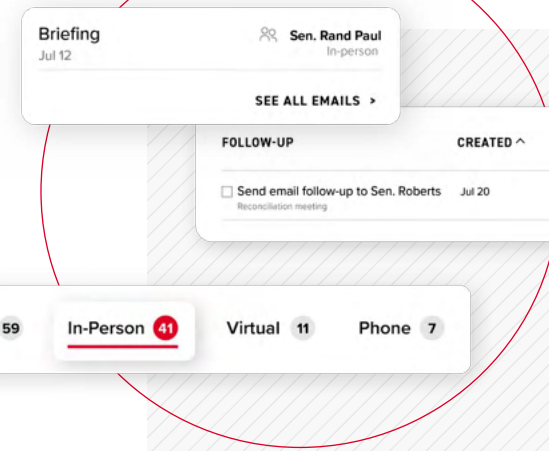 Briefing
Sen. Rand Paul
Jul 12
In-person
SEE ALL EMAILS >
FOLLOW-UP CREATED ^
Send email follow-up to Sen. Roberts Jul 20
Reconciliation meeting
59 In-Person 41 Virtual 11 Phone 7